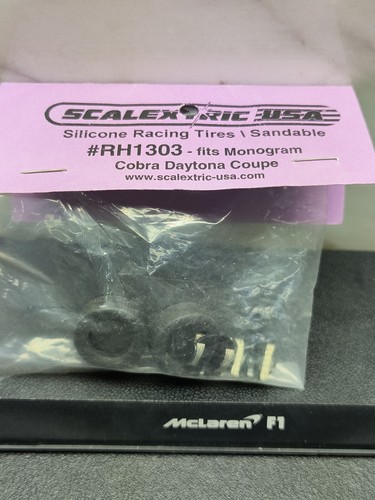 SCALEXTRIC USA
Silicone Racing Tires \ Sandable
#RH1303 - fits Monogram
Cobra Daytona Coupe
www.scalextric-usa.com
McLaren F1